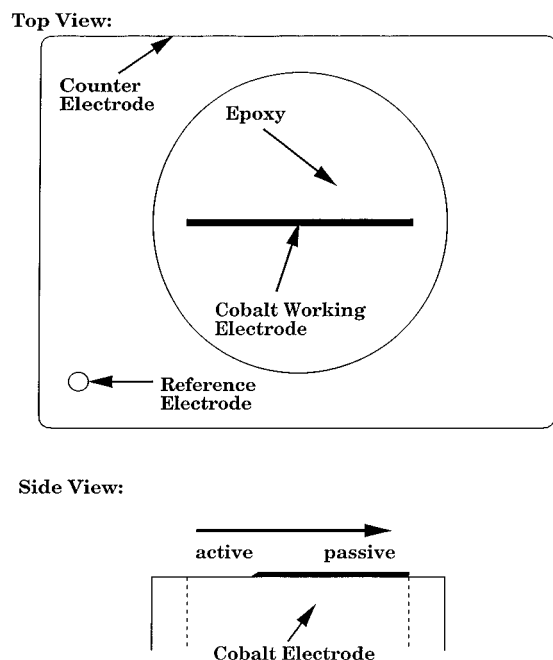 Top View:
Counter
Electrode
Epoxy
Cobalt Working
Electrode
Reference
Electrode
Side View:
active passive
Cobalt Electrode